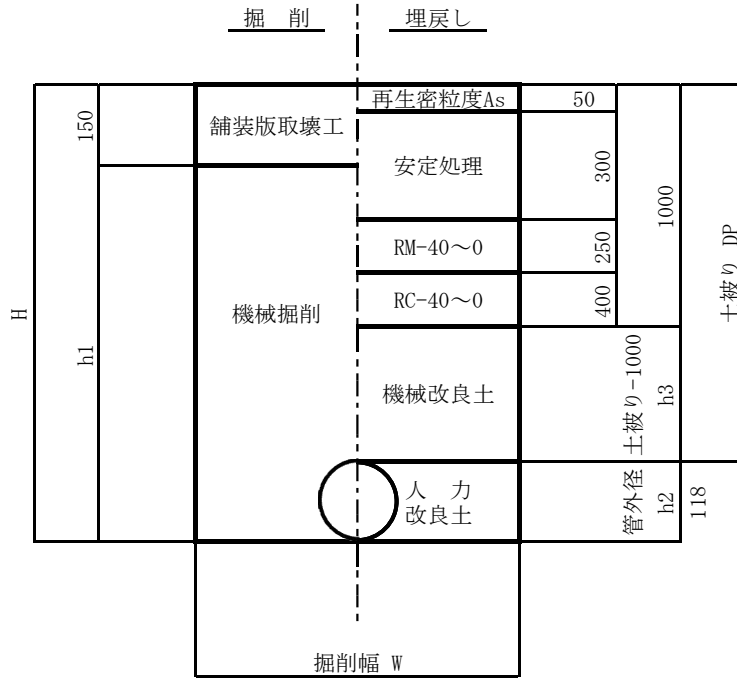 掘　削
埋戻し
再生密粒度As
50
舗装版取壊工
150
安定処理
300
1000
RM-40～0
250
土被り DP
RC-40～0
400
H
機械掘削
h1
機械改良土
土被り-1000
h3
人　力
改良土
管外径
h2
118
掘削幅 W